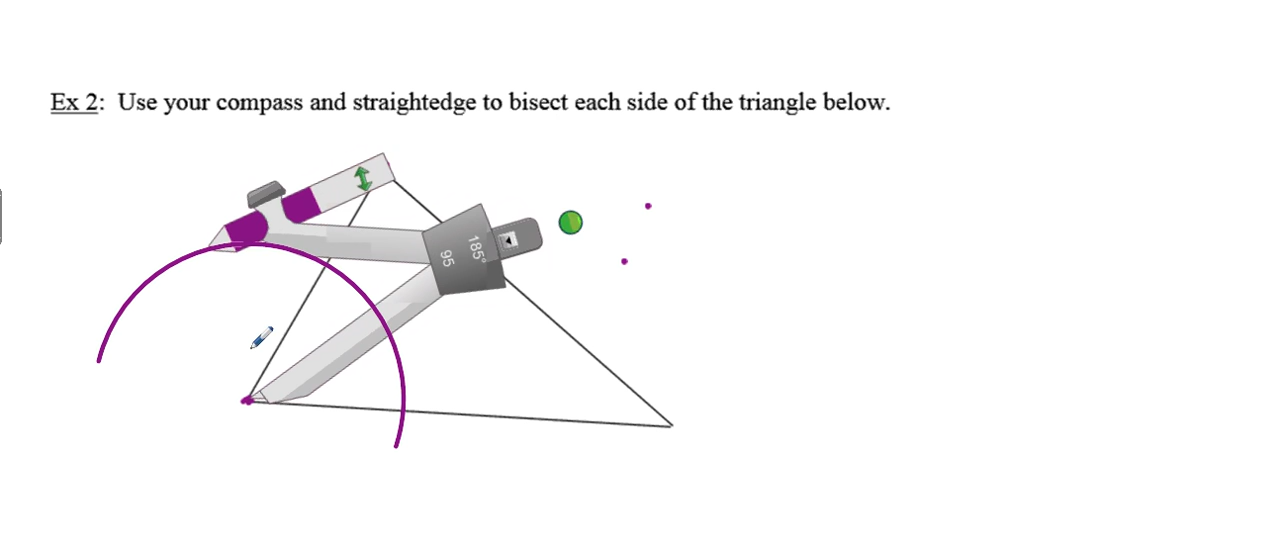 Ex 2: Use your compass and straightedge to bisect each side of the triangle below.
185°
95